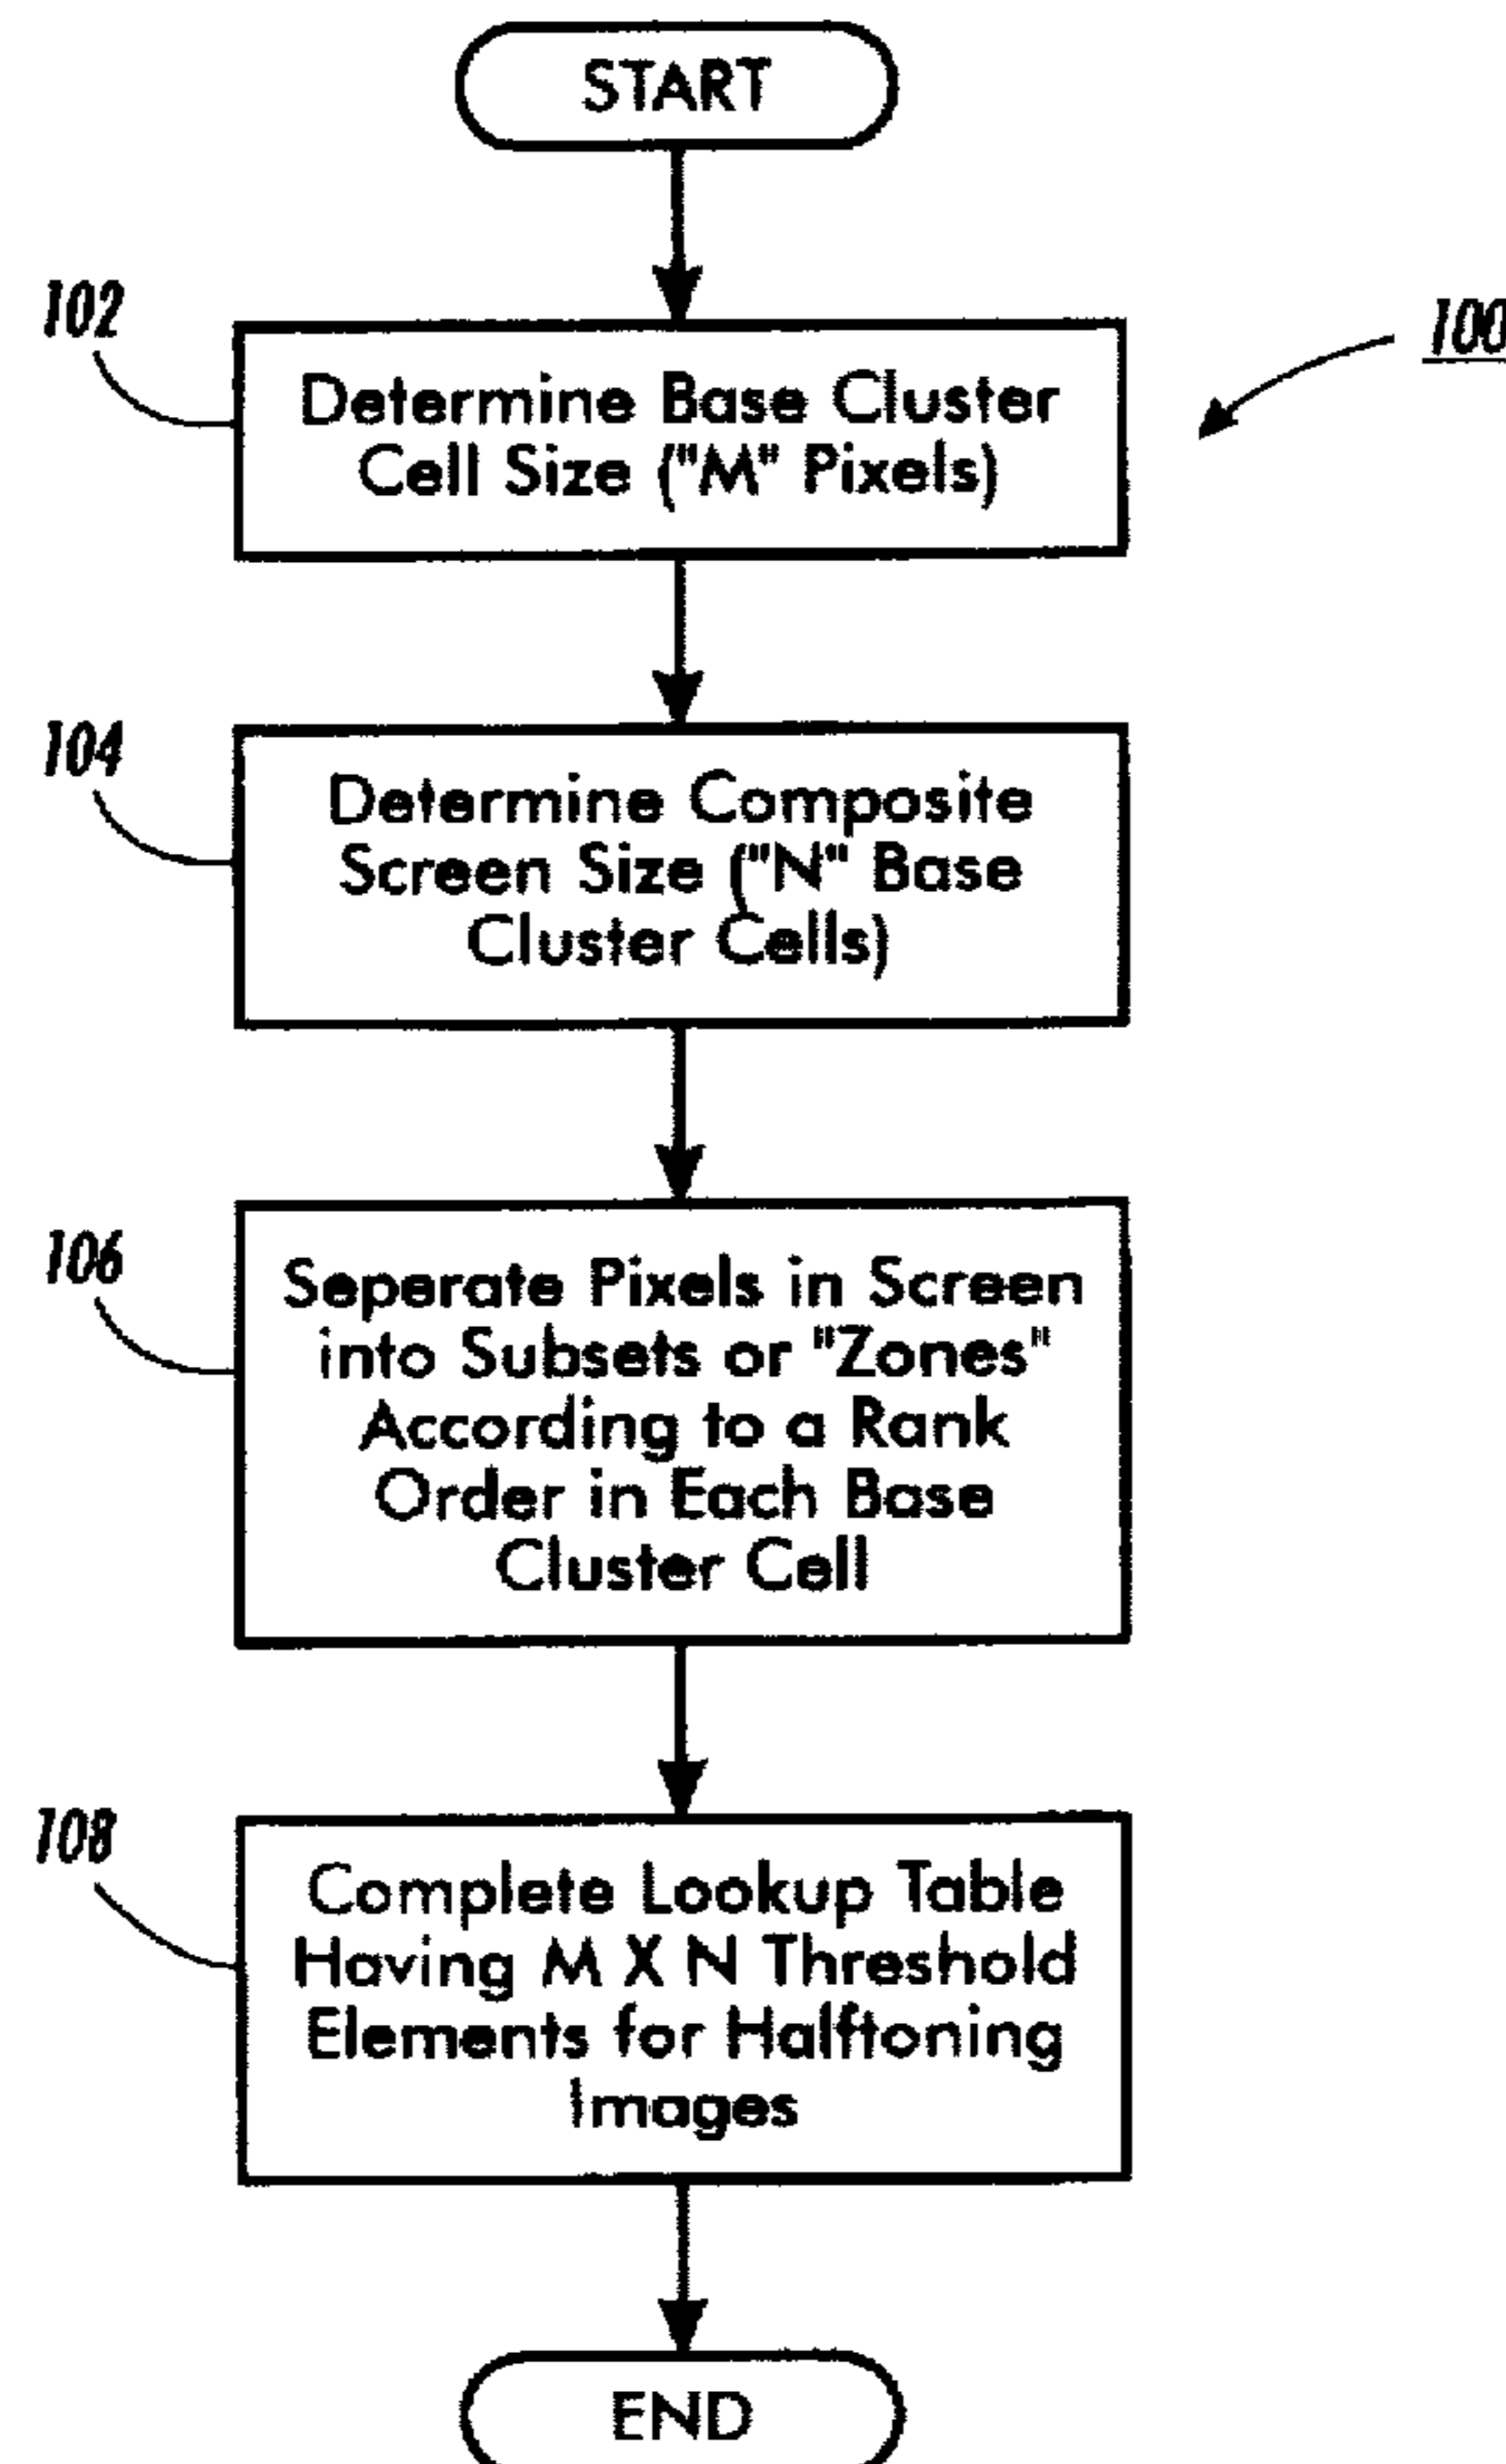 START
102
100
Determine Base Cluster
Cell Size ("M" Pixels)
104
Determine Composite
Screen Size ("N" Base
Cluster Cells)
106
Seperate Pixels in Screen
into Subsets or "Zones"
According to a Rank
Order in Each Base
Cluster Cell
108
Complete Lookup Table
Having M X N Threshold
Elements for Halftoning
Images
END